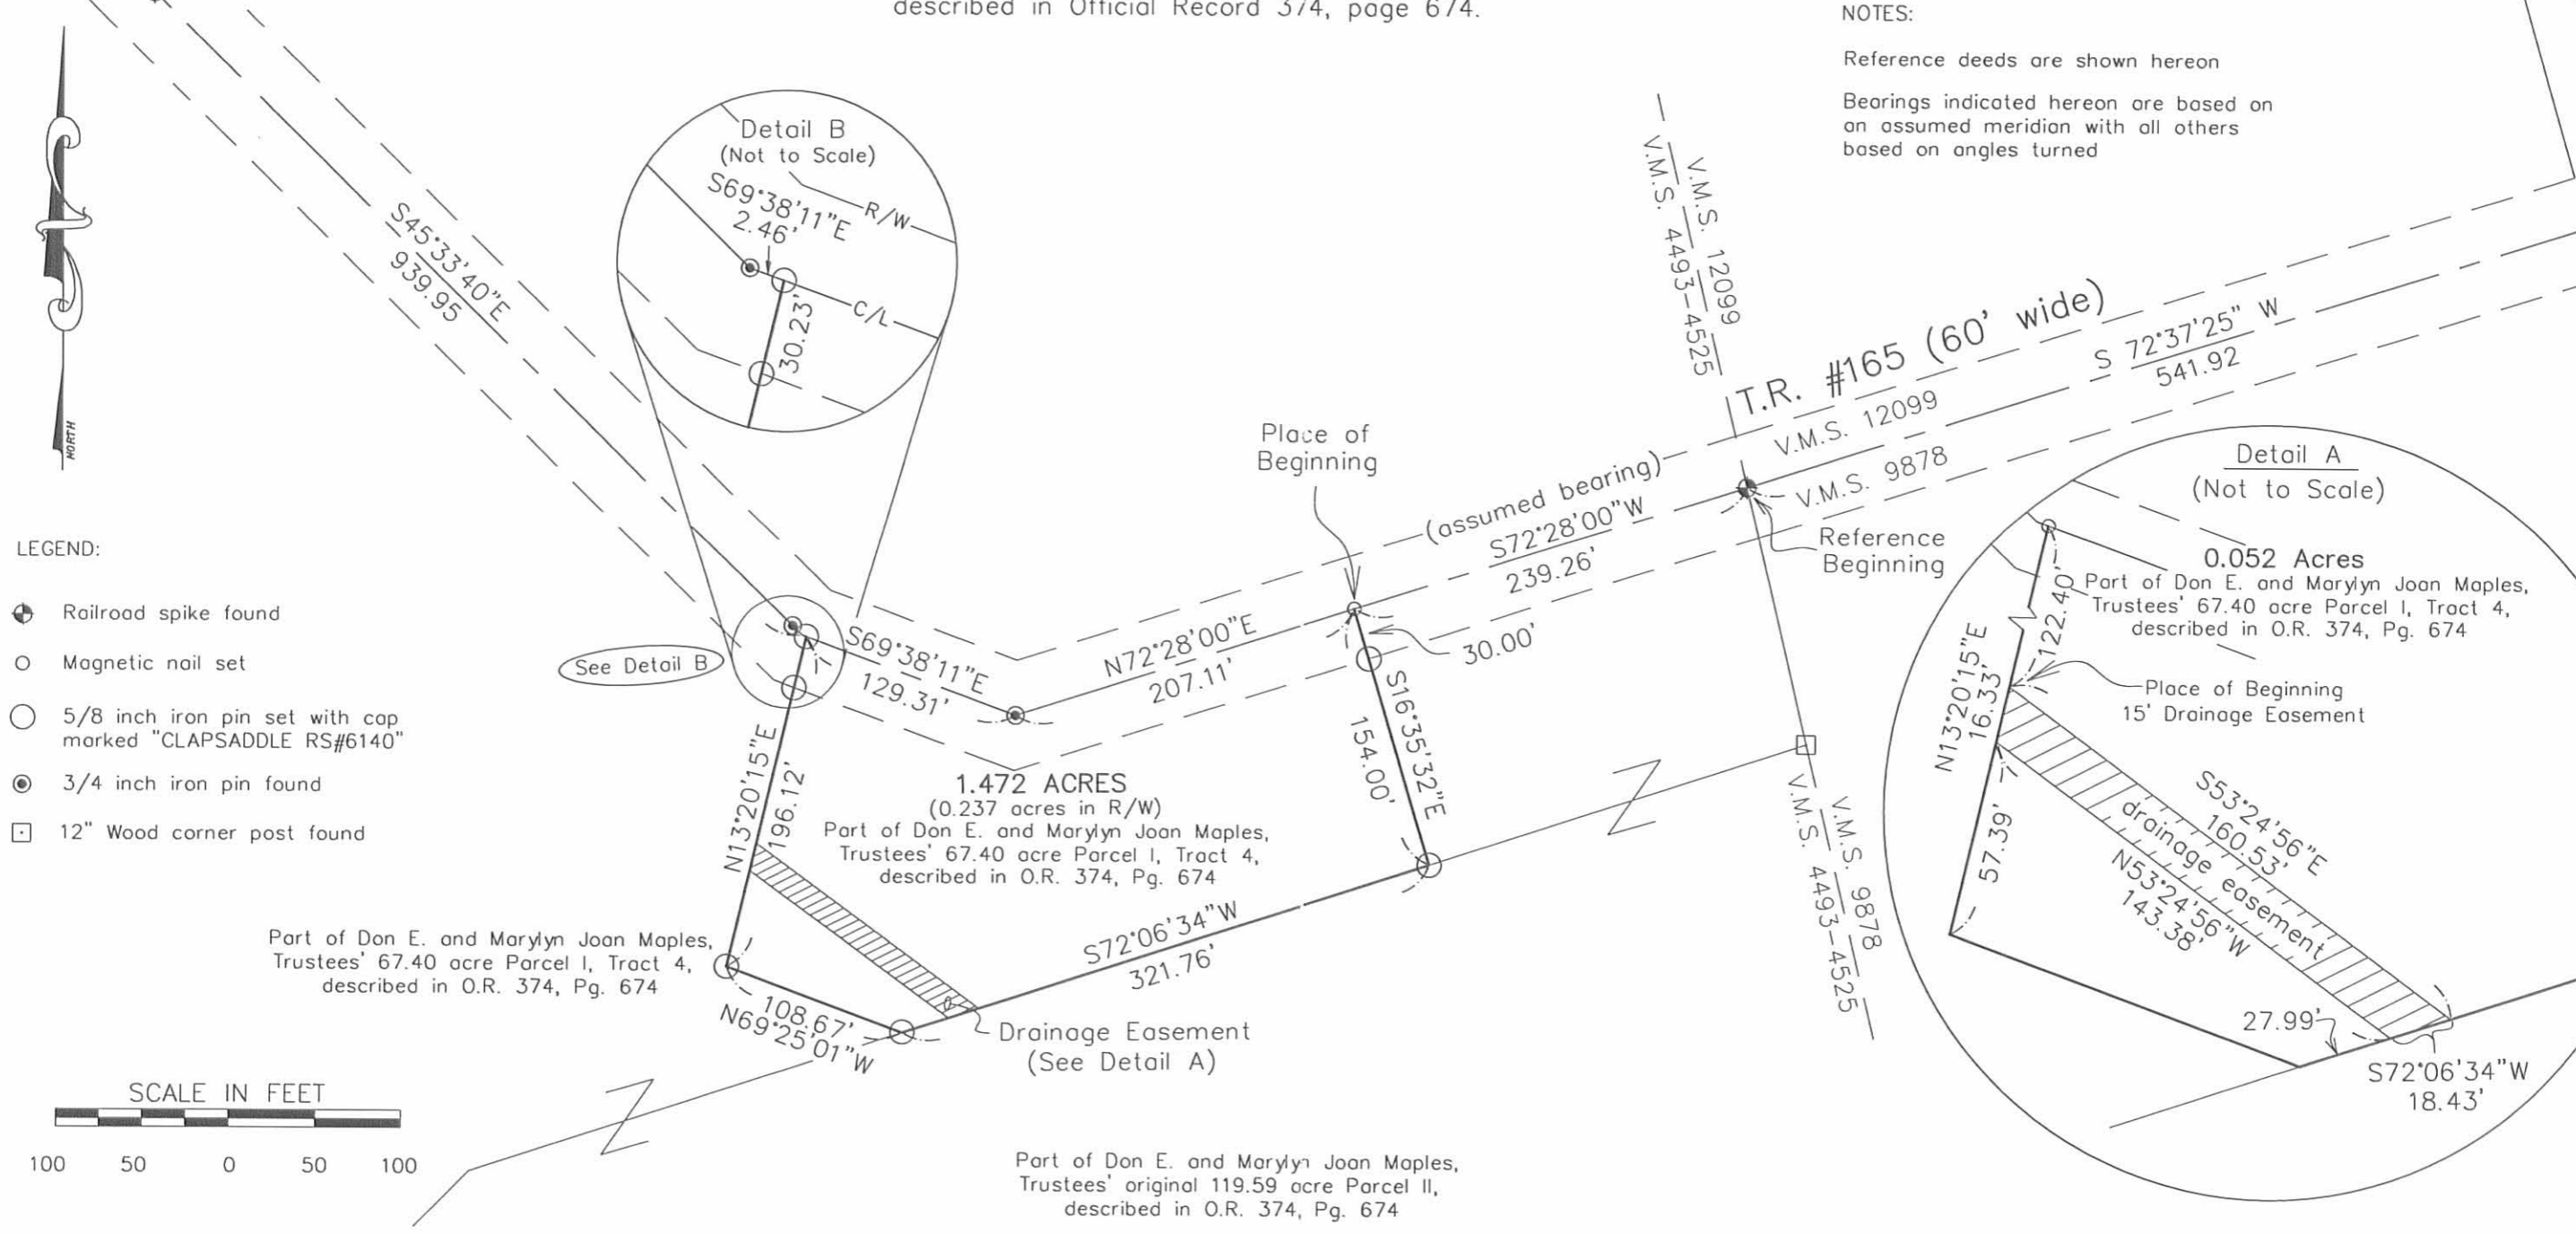 described in Official Record 374, page 674.
NOTES:
Reference deeds are shown hereon
Bearings indicated hereon are based on
an assumed meridian with all others
based on angles turned
NORTH
S45°33'40"E
939.95
Detail B
(Not to Scale)
S69°38'11"E
2.46'
R/W
C/L
30.23'
V.M.S. 12099
V.M.S. 4493-4525
T.R. #165 (60' wide)
S 72°37'25" W
541.92
V.M.S. 12099
V.M.S. 9878
Place of
Beginning
(assumed bearing)
S72°28'00"W
239.26'
Reference
Beginning
LEGEND:
Railroad spike found
Magnetic nail set
5/8 inch iron pin set with cap
marked "CLAPSADDLE RS#6140"
3/4 inch iron pin found
12" Wood corner post found
See Detail B
S69°38'11"E
129.31'
N72°28'00"E
207.11'
30.00'
S16°35'32"E
154.00'
N13°20'15"E
196.12'
1.472 ACRES
(0.237 acres in R/W)
Part of Don E. and Marylyn Joan Maples,
Trustees' 67.40 acre Parcel I, Tract 4,
described in O.R. 374, Pg. 674
Part of Don E. and Marylyn Joan Maples,
Trustees' 67.40 acre Parcel I, Tract 4,
described in O.R. 374, Pg. 674
108.67'
N69°25'01"W
S72°06'34"W
321.76'
Drainage Easement
(See Detail A)
V.M.S. 9878
V.M.S. 4493-4525
Detail A
(Not to Scale)
0.052 Acres
Part of Don E. and Marylyn Joan Maples,
Trustees' 67.40 acre Parcel I, Tract 4,
described in O.R. 374, Pg. 674
122.40'
N13°20'15"E
16.33'
Place of Beginning
15' Drainage Easement
57.39'
S53°24'56"E
160.53'
drainage easement
N53°24'56"W
143.38'
27.99'
S72°06'34"W
18.43'
SCALE IN FEET
100 50 0 50 100
Part of Don E. and Marylyn Joan Maples,
Trustees' original 119.59 acre Parcel II,
described in O.R. 374, Pg. 674